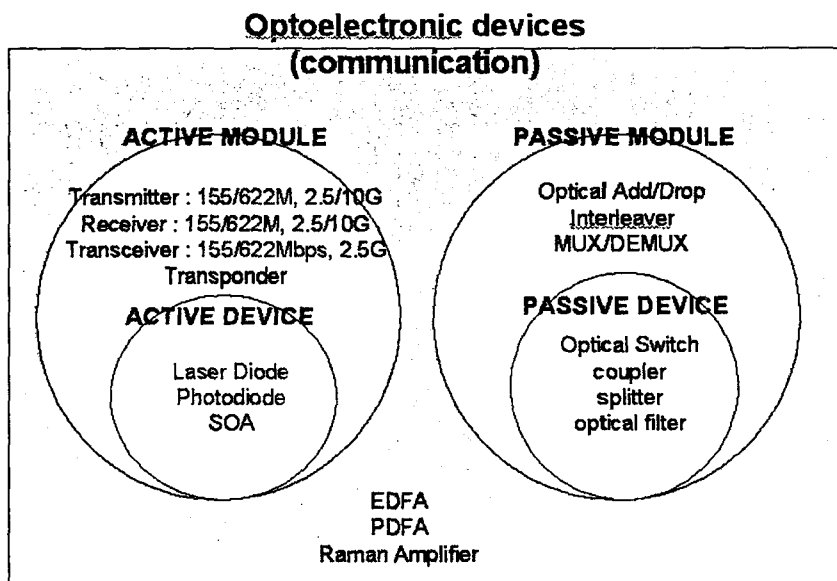 Optoelectronic devices
(communication)
ACTIVE MODULE
Transmitter : 155/622M, 2.5/10G
Receiver : 155/622M, 2.5/10G
Transceiver : 155/622Mbps, 2.5G
Transponder
ACTIVE DEVICE
Laser Diode
Photodiode
SOA
PASSIVE MODULE
Optical Add/Drop
Interleaver
MUX/DEMUX
PASSIVE DEVICE
Optical Switch
coupler
splitter
optical filter
EDFA
PDFA
Raman Amplifier